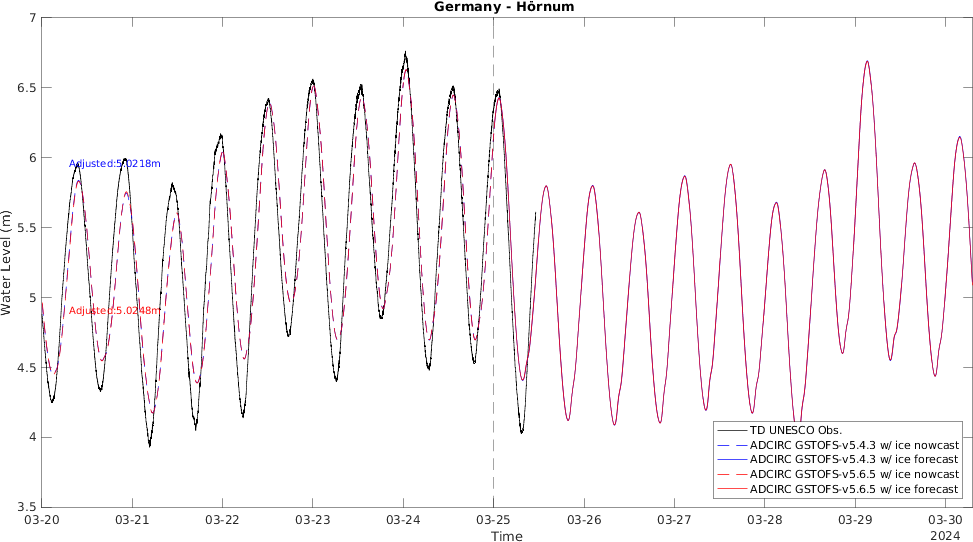 Germany - Hörnum
Water Level (m)
7
6.5
6
5.5
5
4.5
4
3.5
Adjusted:5.0218m
Adjusted:5.0248m
TD UNESCO Obs.
ADCIRC GSTOFS-v5.4.3 w/ ice nowcast
ADCIRC GSTOFS-v5.4.3 w/ ice forecast
ADCIRC GSTOFS-v5.6.5 w/ ice nowcast
ADCIRC GSTOFS-v5.6.5 w/ ice forecast
03-20 03-21 03-22 03-23 03-24 03-25 03-26 03-27 03-28 03-29 03-30
Time
2024